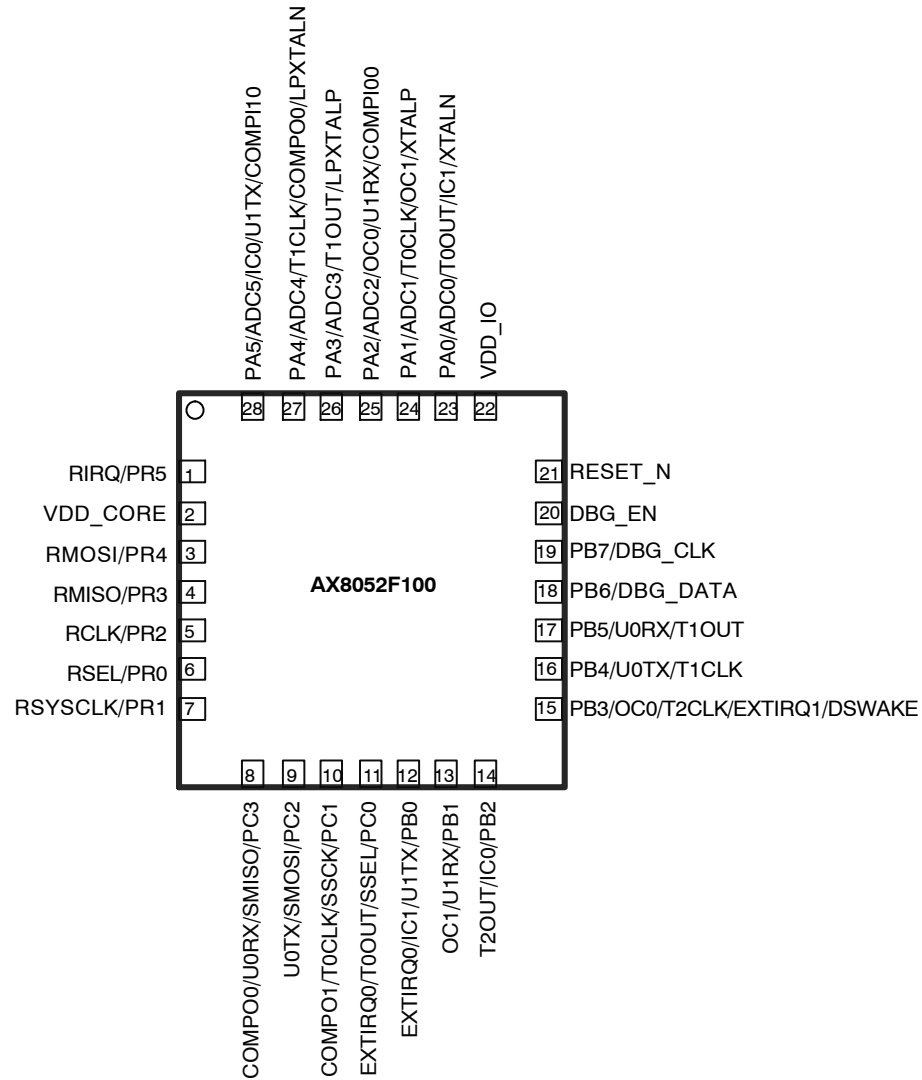 PA5/ADC5/IC0/U1TX/COMPI10
PA4/ADC4/T1CLK/COMPO0/LPXTALN
PA3/ADC3/T1OUT/LPXTALP
PA2/ADC2/OC0/U1RX/COMPI00
PA1/ADC1/T0CLK/OC1/XTALP
PA0/ADC0/T0OUT/IC1/XTALN
VDD_IO
28 27 26 25 24 23 22
RIRQ/PR5 1
VDD_CORE 2
RMOSI/PR4 3
RMISO/PR3 4
RCLK/PR2 5
RSEL/PR0 6
RSYSCLK/PR1 7
AX8052F100
21 RESET_N
20 DBG_EN
19 PB7/DBG_CLK
18 PB6/DBG_DATA
17 PB5/U0RX/T1OUT
16 PB4/U0TX/T1CLK
15 PB3/OC0/T2CLK/EXTIRQ1/DSWAKE
8 9 10 11 12 13 14
COMPO0/U0RX/SMISO/PC3
U0TX/SMOSI/PC2
COMPO1/T0CLK/SSCK/PC1
EXTIRQ0/T0OUT/SSEL/PC0
EXTIRQ0/IC1/U1TX/PB0
OC1/U1RX/PB1
T2OUT/IC0/PB2